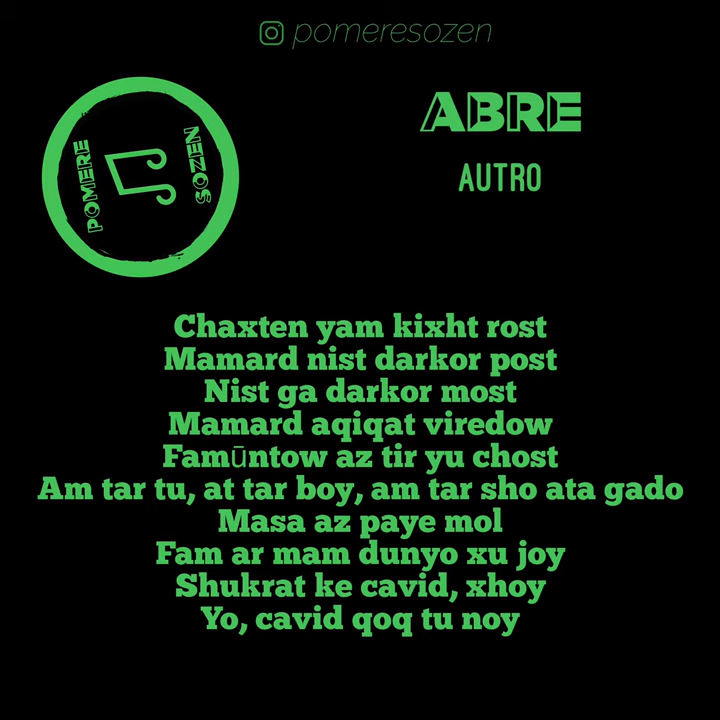 pomeresozen
POMERE
SOZEN
ABRE
AUTRO
Chaxten yam kixht rost
Mamard nist darkor post
Nist ga darkor most
Mamard aqiqat viredow
Famūntow az tir yu chost
Am tar tu, at tar boy, am tar sho ata gado
Masa az paye mol
Fam ar mam dunyo xu joy
Shukrat ke cavid, xhoy
Yo, cavid qoq tu noy